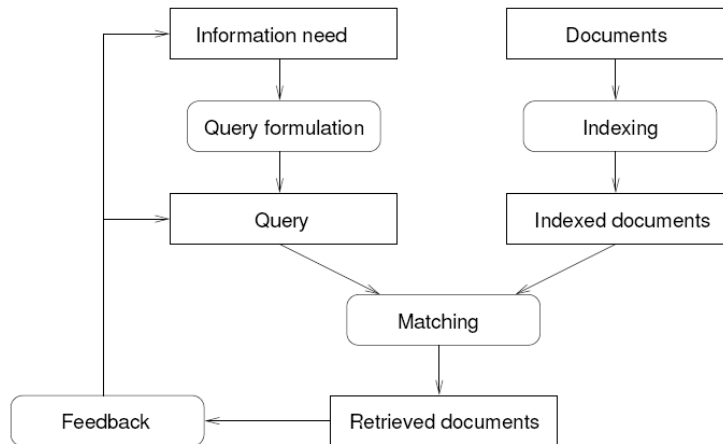 Information need
Documents
Query formulation
Indexing
Query
Indexed documents
Matching
Feedback
Retrieved documents